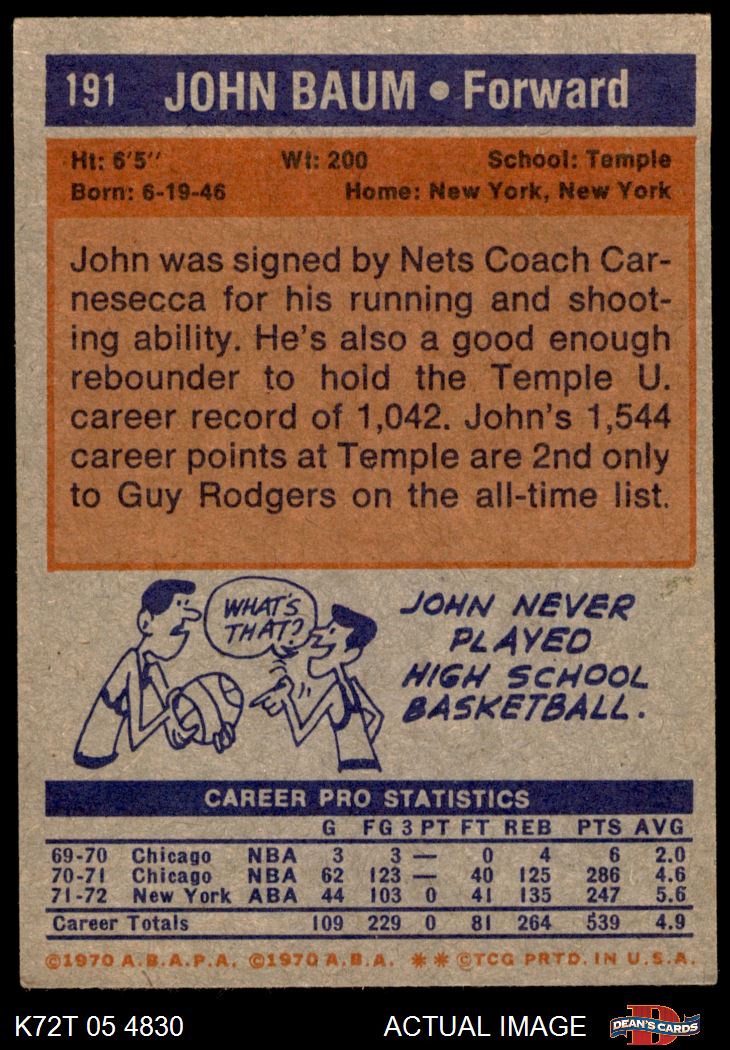 191 JOHN BAUM • Forward
Ht: 6'5" Wt: 200 School: Temple
Born: 6-19-46 Home: New York, New York
John was signed by Nets Coach Car-
nesecca for his running and shoot-
ing ability. He's also a good enough
rebounder to hold the Temple U.
career record of 1,042. John's 1,544
career points at Temple are 2nd only
to Guy Rodgers on the all-time list.
WHAT'S
THAT?
JOHN NEVER
PLAYED
HIGH SCHOOL
BASKETBALL.
CAREER PRO STATISTICS
G FG 3 PT FT REB PTS AVG
69-70 Chicago NBA 3 3 — 0 4 6 2.0
70-71 Chicago NBA 62 123 — 40 125 286 4.6
71-72 New York ABA 44 103 0 41 135 247 5.6
Career Totals 109 229 0 81 264 539 4.9
©1970 A.B.A.P.A. ©1970 A.B.A. ** ©TCG PRTD. IN U.S.A.
K72T 05 4830 ACTUAL IMAGE D DEAN'S CARDS